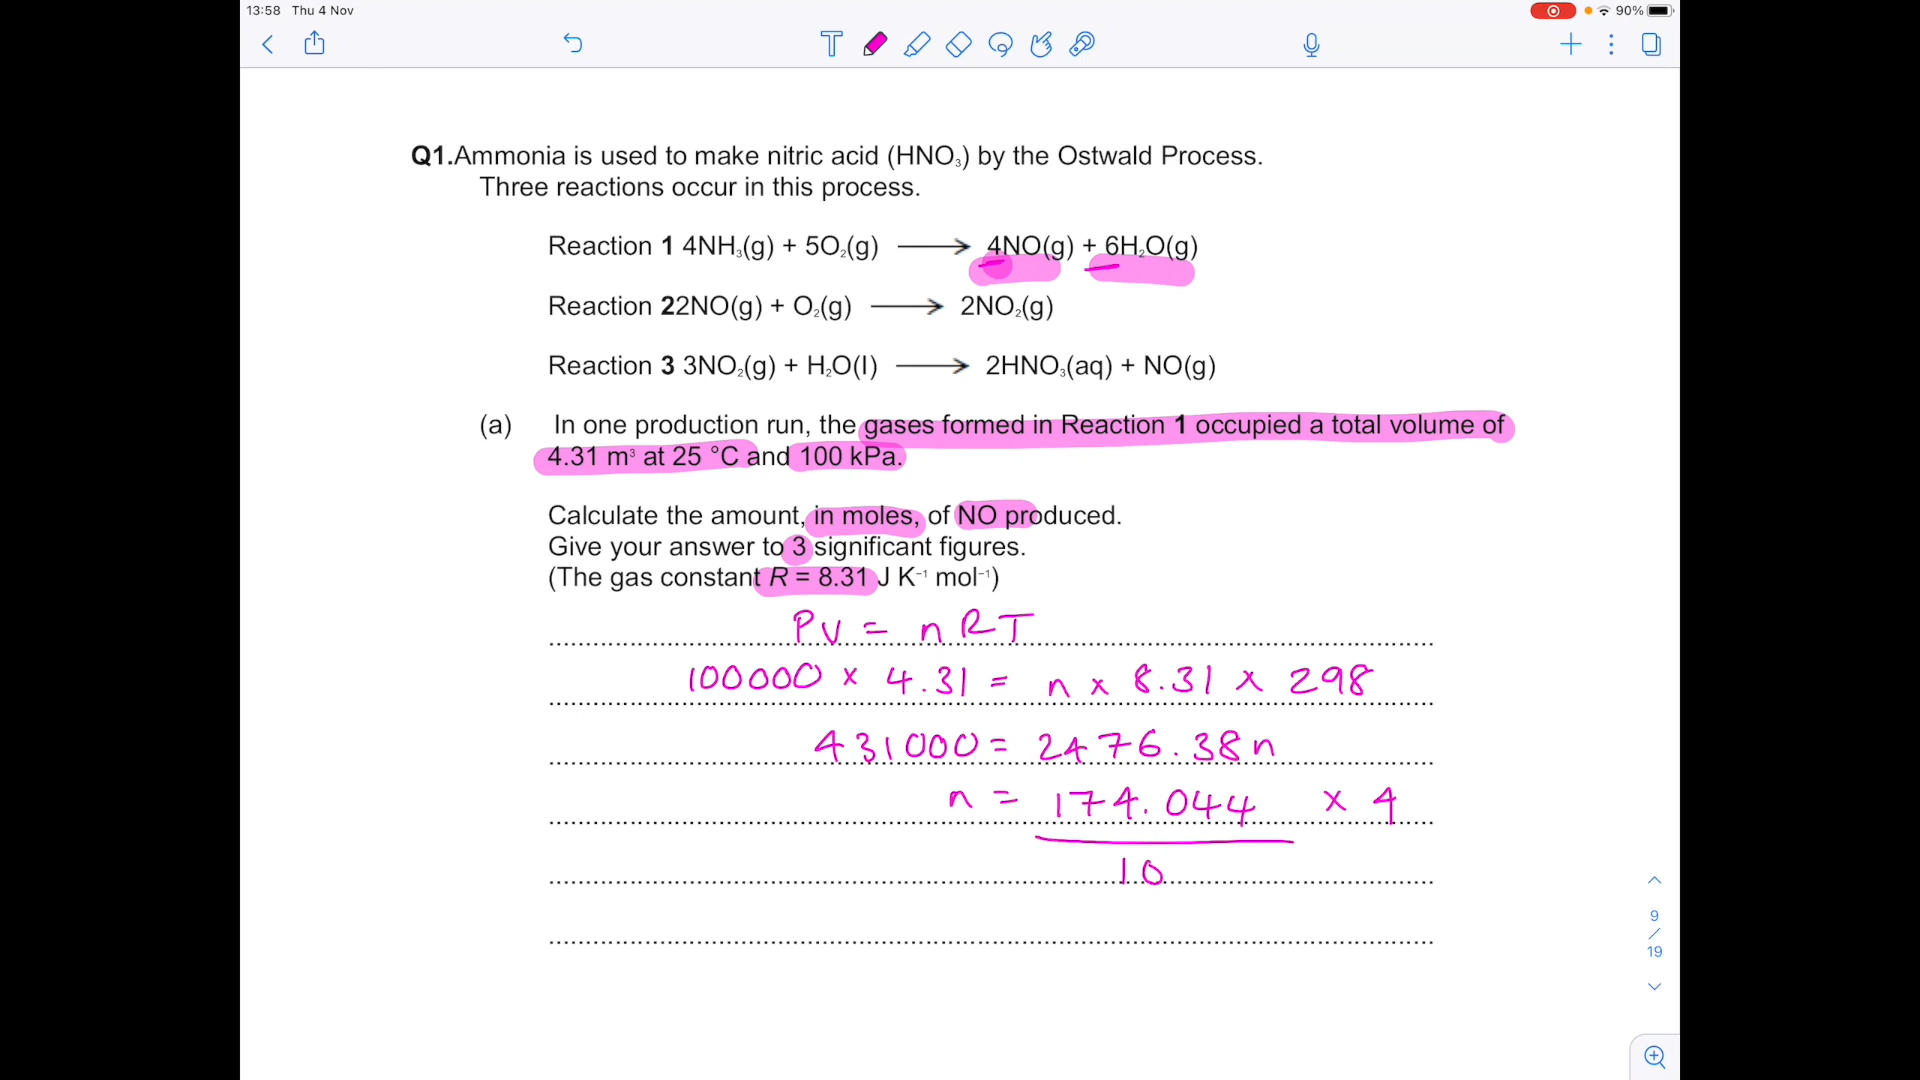 13:58 Thu 4 Nov
90%
T
Q1.Ammonia is used to make nitric acid (HNO₃) by the Ostwald Process.
Three reactions occur in this process.
Reaction 1 4NH₃(g) + 5O₂(g) ⟶ 4NO(g) + 6H₂O(g)
Reaction 22NO(g) + O₂(g) ⟶ 2NO₂(g)
Reaction 3 3NO₂(g) + H₂O(l) ⟶ 2HNO₃(aq) + NO(g)
(a) In one production run, the gases formed in Reaction 1 occupied a total volume of
4.31 m³ at 25 °C and 100 kPa.
Calculate the amount, in moles, of NO produced.
Give your answer to 3 significant figures.
(The gas constant R = 8.31 J K⁻¹ mol⁻¹)
PV = nRT
100000 × 4.31 = n × 8.31 × 298
431000 = 2476.38n
n = 174.044 × 4
10
9
/
19